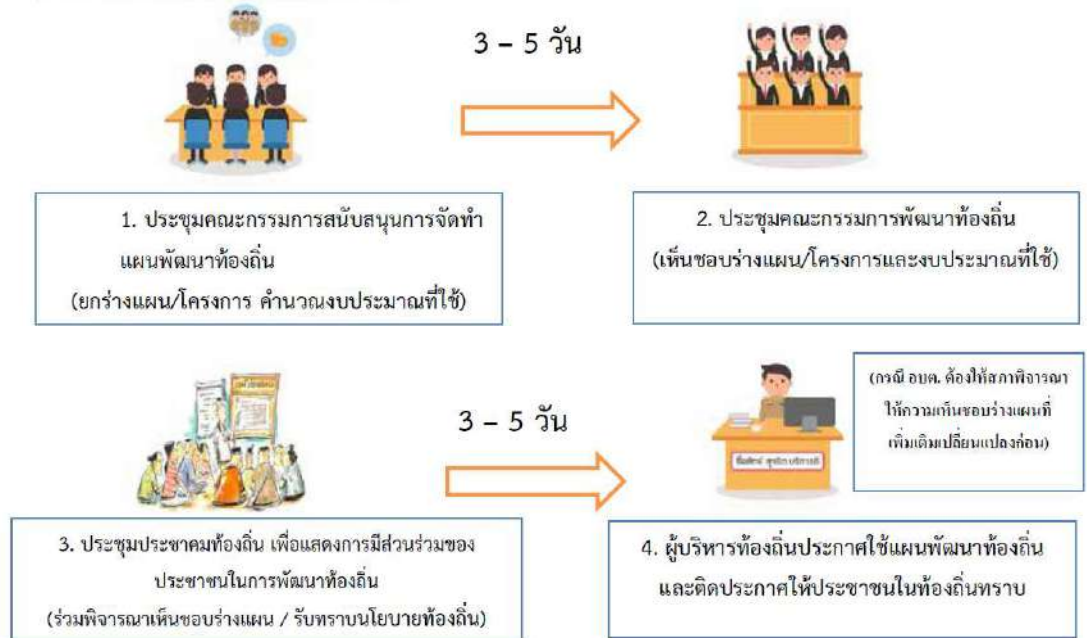 3 – 5 วัน
1. ประชุมคณะกรรมการสนับสนุนการจัดทำ
แผนพัฒนาท้องถิ่น
(ยกร่างแผน/โครงการ คำนวณงบประมาณที่ใช้)
2. ประชุมคณะกรรมการพัฒนาท้องถิ่น
(เห็นชอบร่างแผน/โครงการและงบประมาณที่ใช้)
3 – 5 วัน
(กรณี อบต. ต้องให้สภาพิจารณา
ให้ความเห็นชอบร่างแผนที่
เพิ่มเติมเปลี่ยนแปลงก่อน)
ซื่อสัตย์ สุจริต บริการดี
3. ประชุมประชาคมท้องถิ่น เพื่อแสดงการมีส่วนร่วมของ
ประชาชนในการพัฒนาท้องถิ่น
(ร่วมพิจารณาเห็นชอบร่างแผน / รับทราบนโยบายท้องถิ่น)
4. ผู้บริหารท้องถิ่นประกาศใช้แผนพัฒนาท้องถิ่น
และติดประกาศให้ประชาชนในท้องถิ่นทราบ